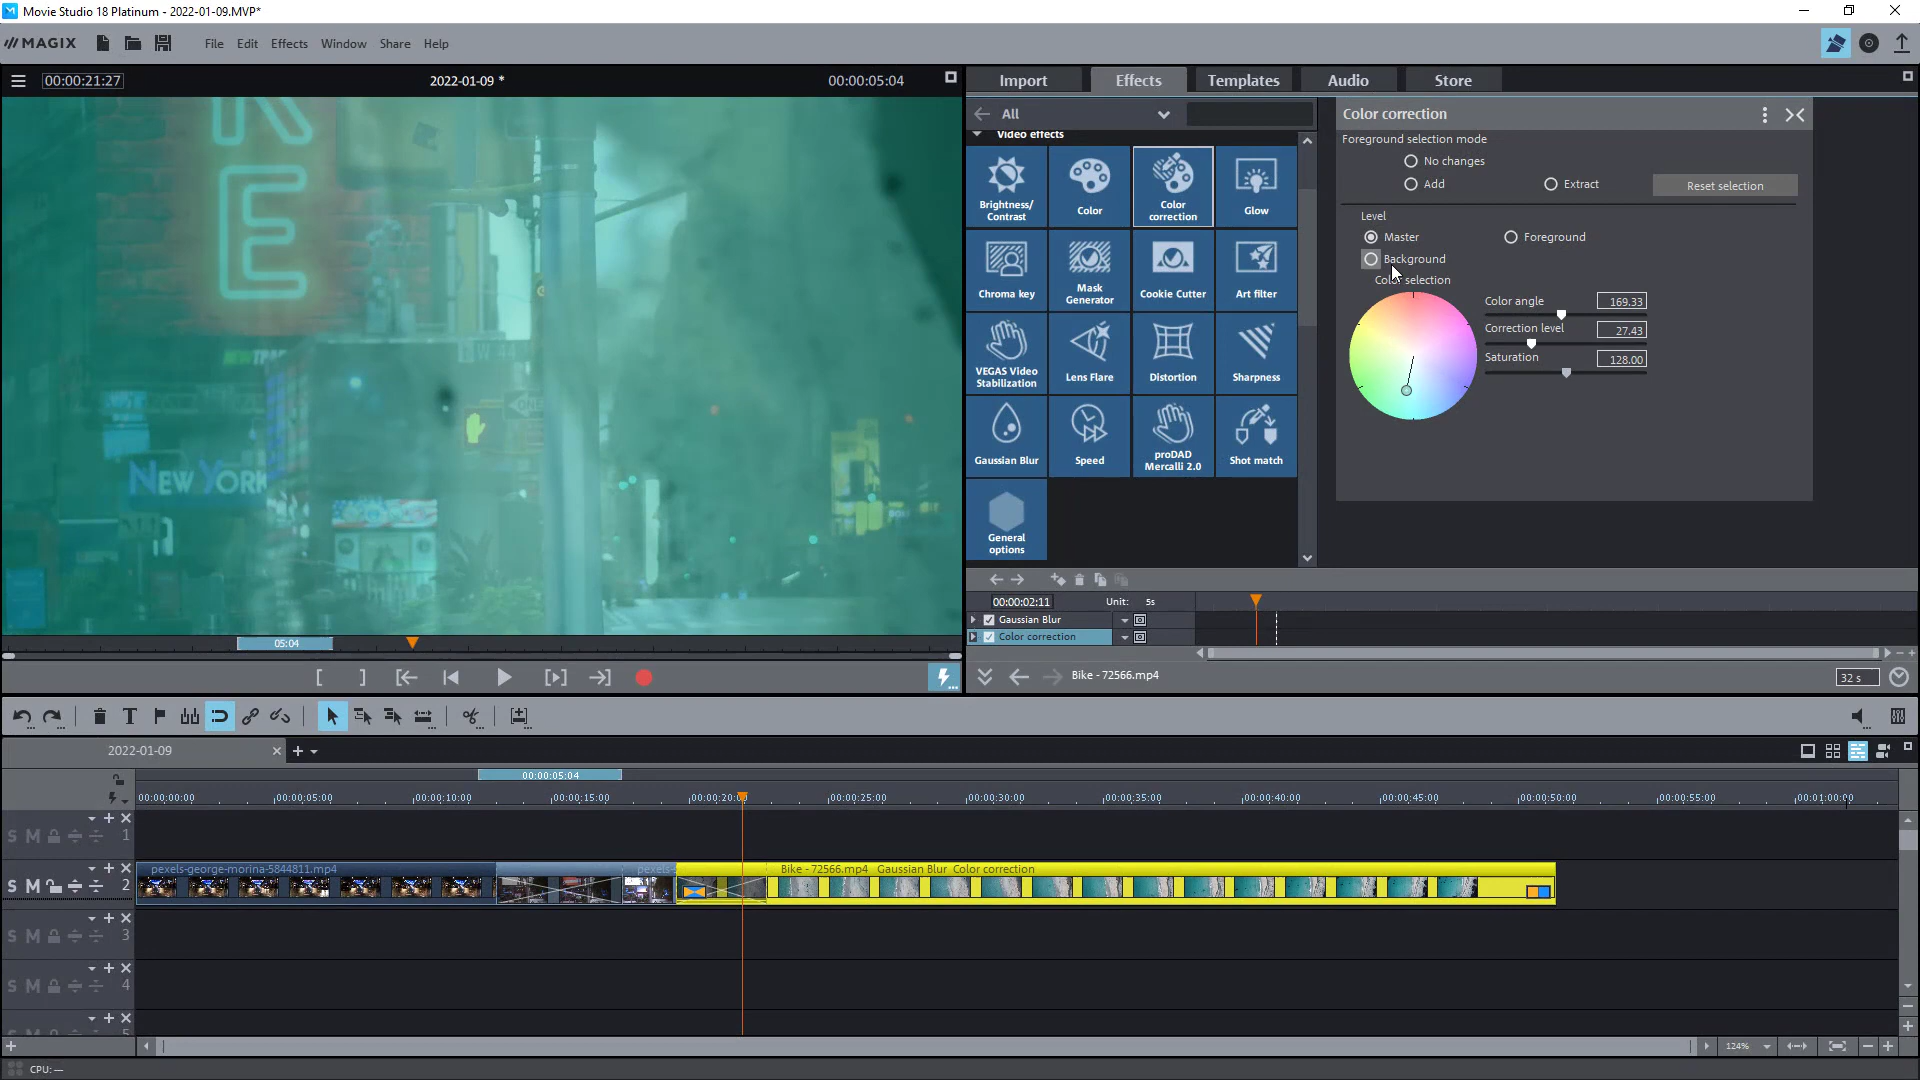 Movie Studio 18 Platinum - 2022-01-09.MVP*
MAGIX File Edit Effects Window Share Help
00:00:21:27 2022-01-09 * 00:00:05:04
Import Effects Templates Audio Store
All
Video effects
Brightness/
Contrast
Color
Color
correction
Glow
Chroma key
Mask
Generator
Cookie Cutter
Art filter
VEGAS Video
Stabilization
Lens Flare
Distortion
Sharpness
Gaussian Blur
Speed
proDAD
Mercalli 2.0
Shot match
General
options
Color correction
Foreground selection mode
No changes
Add Extract Reset selection
Level
Master Foreground
Background
Color selection
Color angle 169.33
Correction level 27.43
Saturation 128.00
KE
W 44
ONE
NEW YORK
05:04
00:00:02:11 Unit: 5s
Gaussian Blur
Color correction
Bike - 72566.mp4 32 s
2022-01-09
00:00:05:04
00:00:00:00 00:00:05:00 00:00:10:00 00:00:15:00 00:00:20:00 00:00:25:00 00:00:30:00 00:00:35:00 00:00:40:00 00:00:45:00 00:00:50:00 00:00:55:00 00:01:00:00
S M 1
pexels-george-morina-5844811.mp4 pexels- Bike - 72566.mp4 Gaussian Blur Color correction
S M 2
S M 3
S M 4
5
124%
CPU: —